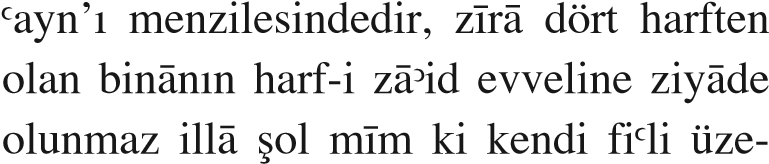 ʿayn’ı menzilesindedir, zīrā dört harften
olan binānın harf-i zāʾid evveline ziyāde
olunmaz illā şol mīm ki kendi fiʿli üze-